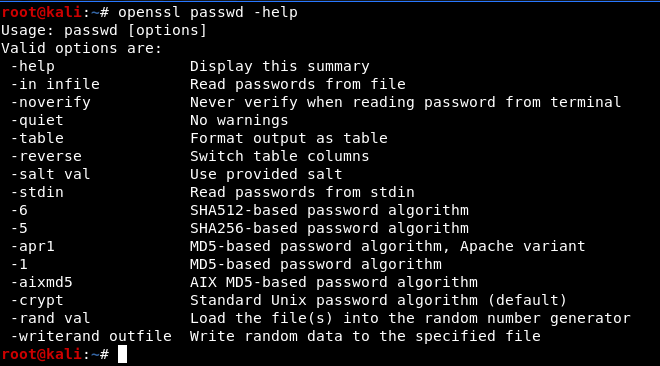 root@kali:~# openssl passwd -help
Usage: passwd [options]
Valid options are:
 -help               Display this summary
 -in infile          Read passwords from file
 -noverify           Never verify when reading password from terminal
 -quiet              No warnings
 -table              Format output as table
 -reverse            Switch table columns
 -salt val           Use provided salt
 -stdin              Read passwords from stdin
 -6                  SHA512-based password algorithm
 -5                  SHA256-based password algorithm
 -apr1               MD5-based password algorithm, Apache variant
 -1                  MD5-based password algorithm
 -aixmd5             AIX MD5-based password algorithm
 -crypt              Standard Unix password algorithm (default)
 -rand val           Load the file(s) into the random number generator
 -writerand outfile  Write random data to the specified file
root@kali:~#